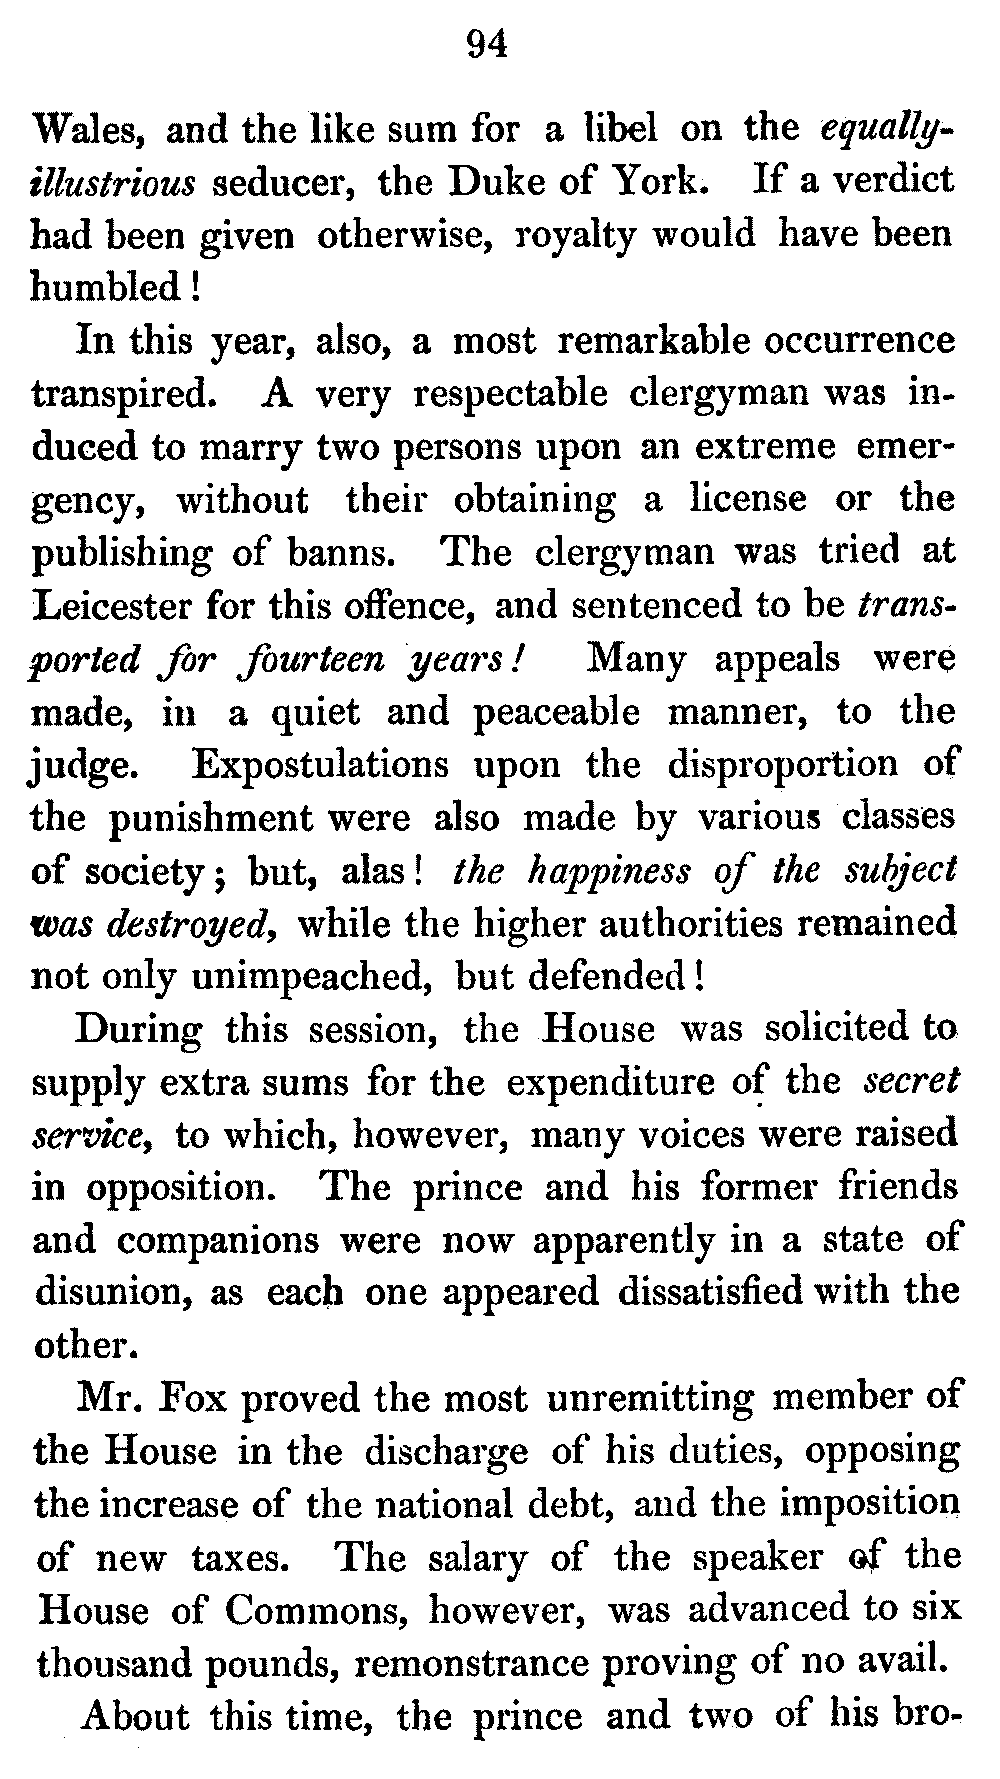 94
Wales, and the like sum for a libel on the equally-
illustrious seducer, the Duke of York. If a verdict
had been given otherwise, royalty would have been
humbled !
In this year, also, a most remarkable occurrence
transpired. A very respectable clergyman was in-
duced to marry two persons upon an extreme emer-
gency, without their obtaining a license or the
publishing of banns. The clergyman was tried at
Leicester for this offence, and sentenced to be trans-
ported for fourteen years ! Many appeals were
made, in a quiet and peaceable manner, to the
judge. Expostulations upon the disproportion of
the punishment were also made by various classes
of society ; but, alas ! the happiness of the subject
was destroyed, while the higher authorities remained
not only unimpeached, but defended !
During this session, the House was solicited to
supply extra sums for the expenditure of the secret
service, to which, however, many voices were raised
in opposition. The prince and his former friends
and companions were now apparently in a state of
disunion, as each one appeared dissatisfied with the
other.
Mr. Fox proved the most unremitting member of
the House in the discharge of his duties, opposing
the increase of the national debt, and the imposition
of new taxes. The salary of the speaker of the
House of Commons, however, was advanced to six
thousand pounds, remonstrance proving of no avail.
About this time, the prince and two of his bro-